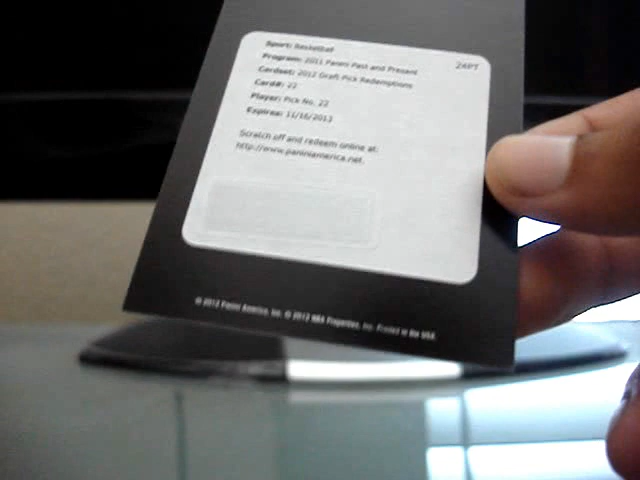 Sport: Basketball
24PT
Program: 2011 Panini Past and Present
Cardset: 2012 Draft Pick Redemptions
Card#: 22
Player: Pick No. 22
Expires: 11/16/2013
Scratch off and redeem online at:
http://www.paniniamerica.net.
© 2012 Panini America, Inc. © 2012 NBA Properties, Inc. Printed in the USA.